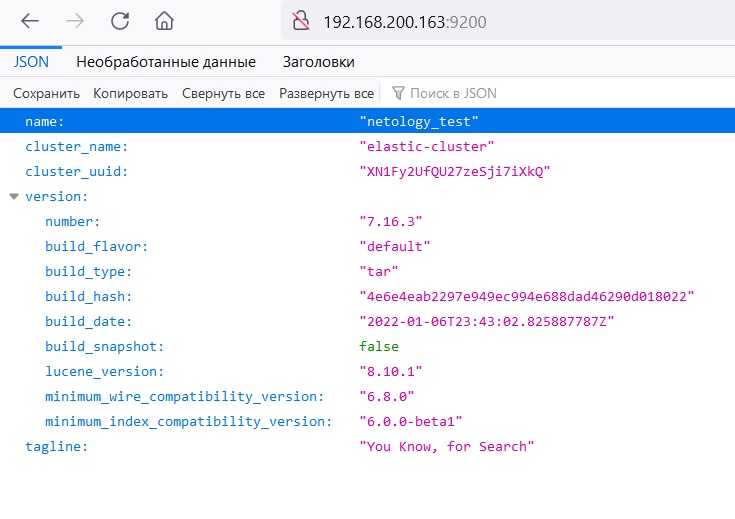 192.168.200.163:9200
JSON Необработанные данные Заголовки
Сохранить Копировать Свернуть все Развернуть все Поиск в JSON
name: "netology_test"
cluster_name: "elastic-cluster"
cluster_uuid: "XN1Fy2UfQU27zeSji7iXkQ"
version:
number: "7.16.3"
build_flavor: "default"
build_type: "tar"
build_hash: "4e6e4eab2297e949ec994e688dad46290d018022"
build_date: "2022-01-06T23:43:02.825887787Z"
build_snapshot: false
lucene_version: "8.10.1"
minimum_wire_compatibility_version: "6.8.0"
minimum_index_compatibility_version: "6.0.0-beta1"
tagline: "You Know, for Search"